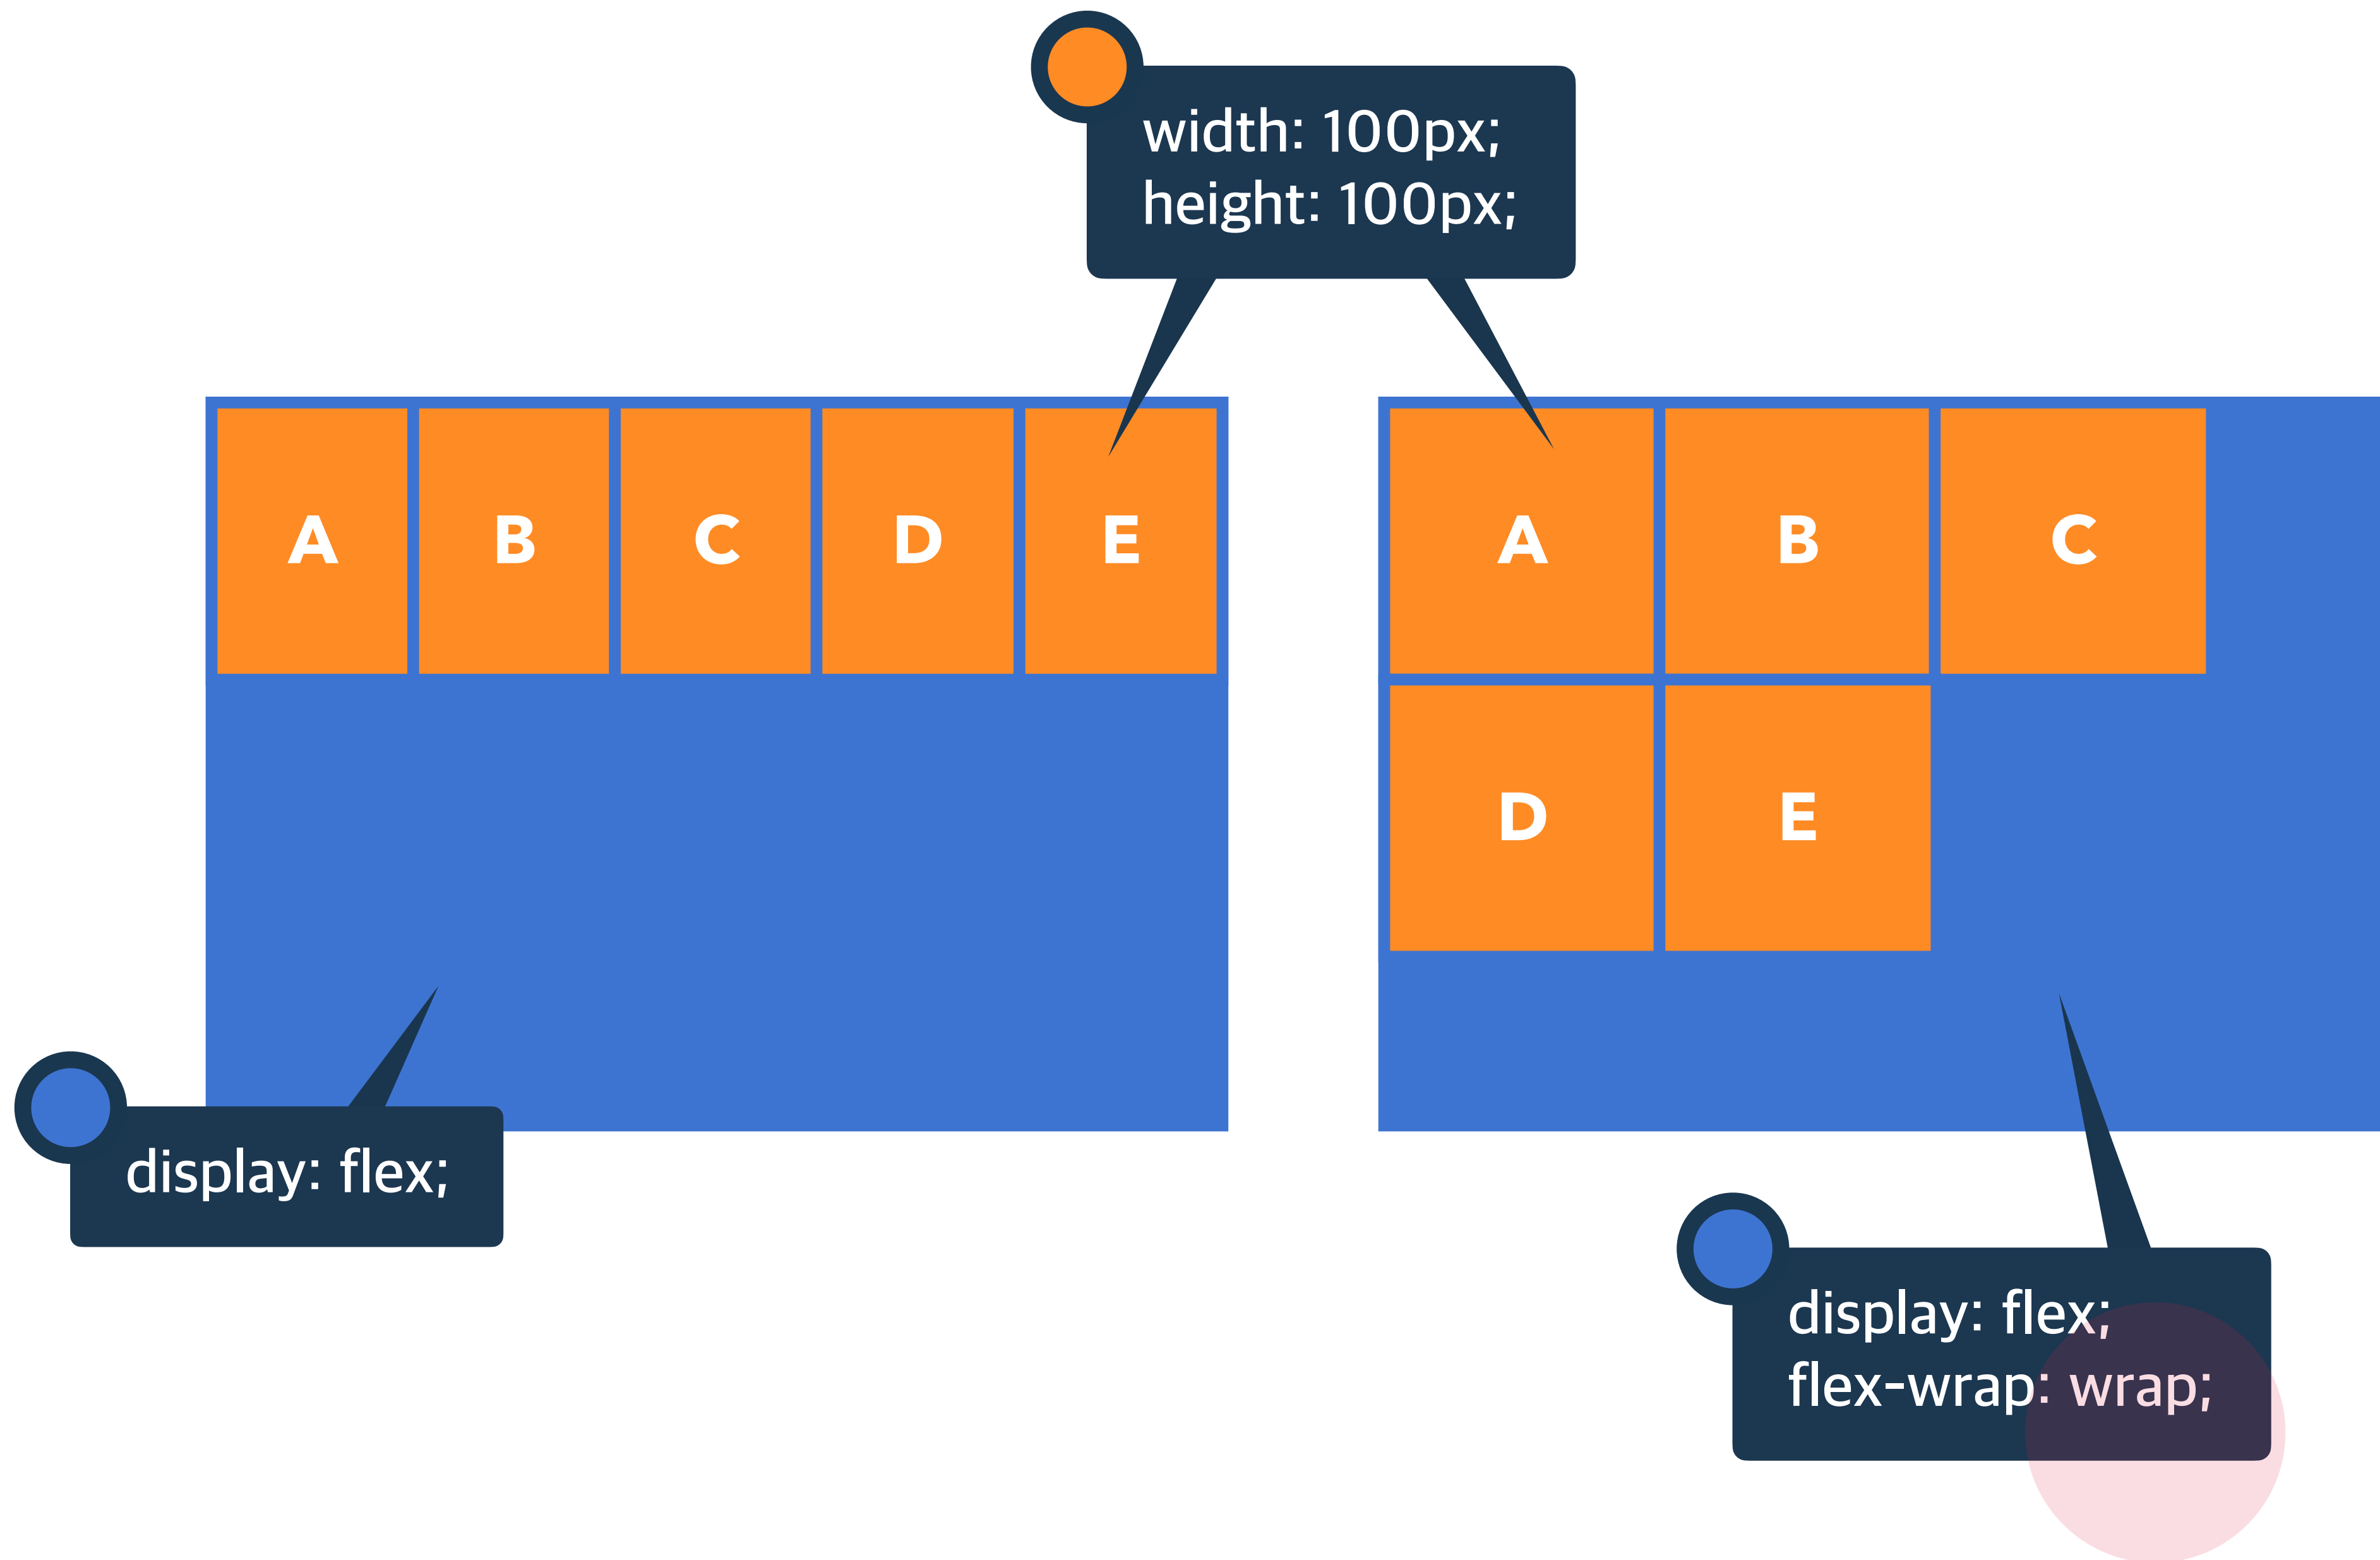 width: 100px;
height: 100px;
A B C D E
A B C
D E
display: flex;
display: flex;
flex-wrap: wrap;